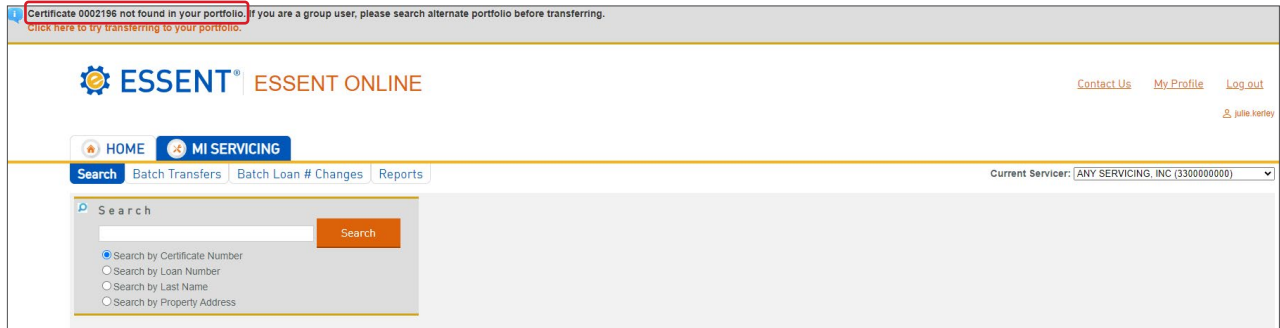 Certificate 0002196 not found in your portfolio. If you are a group user, please search alternate portfolio before transferring.
Click here to try transferring to your portfolio.
ESSENT® ESSENT ONLINE
Contact Us My Profile Log out
julie.kerley
HOME MI SERVICING
Search Batch Transfers Batch Loan # Changes Reports
Current Servicer: ANY SERVICING, INC (3300000000)
Search
Search
Search by Certificate Number
Search by Loan Number
Search by Last Name
Search by Property Address